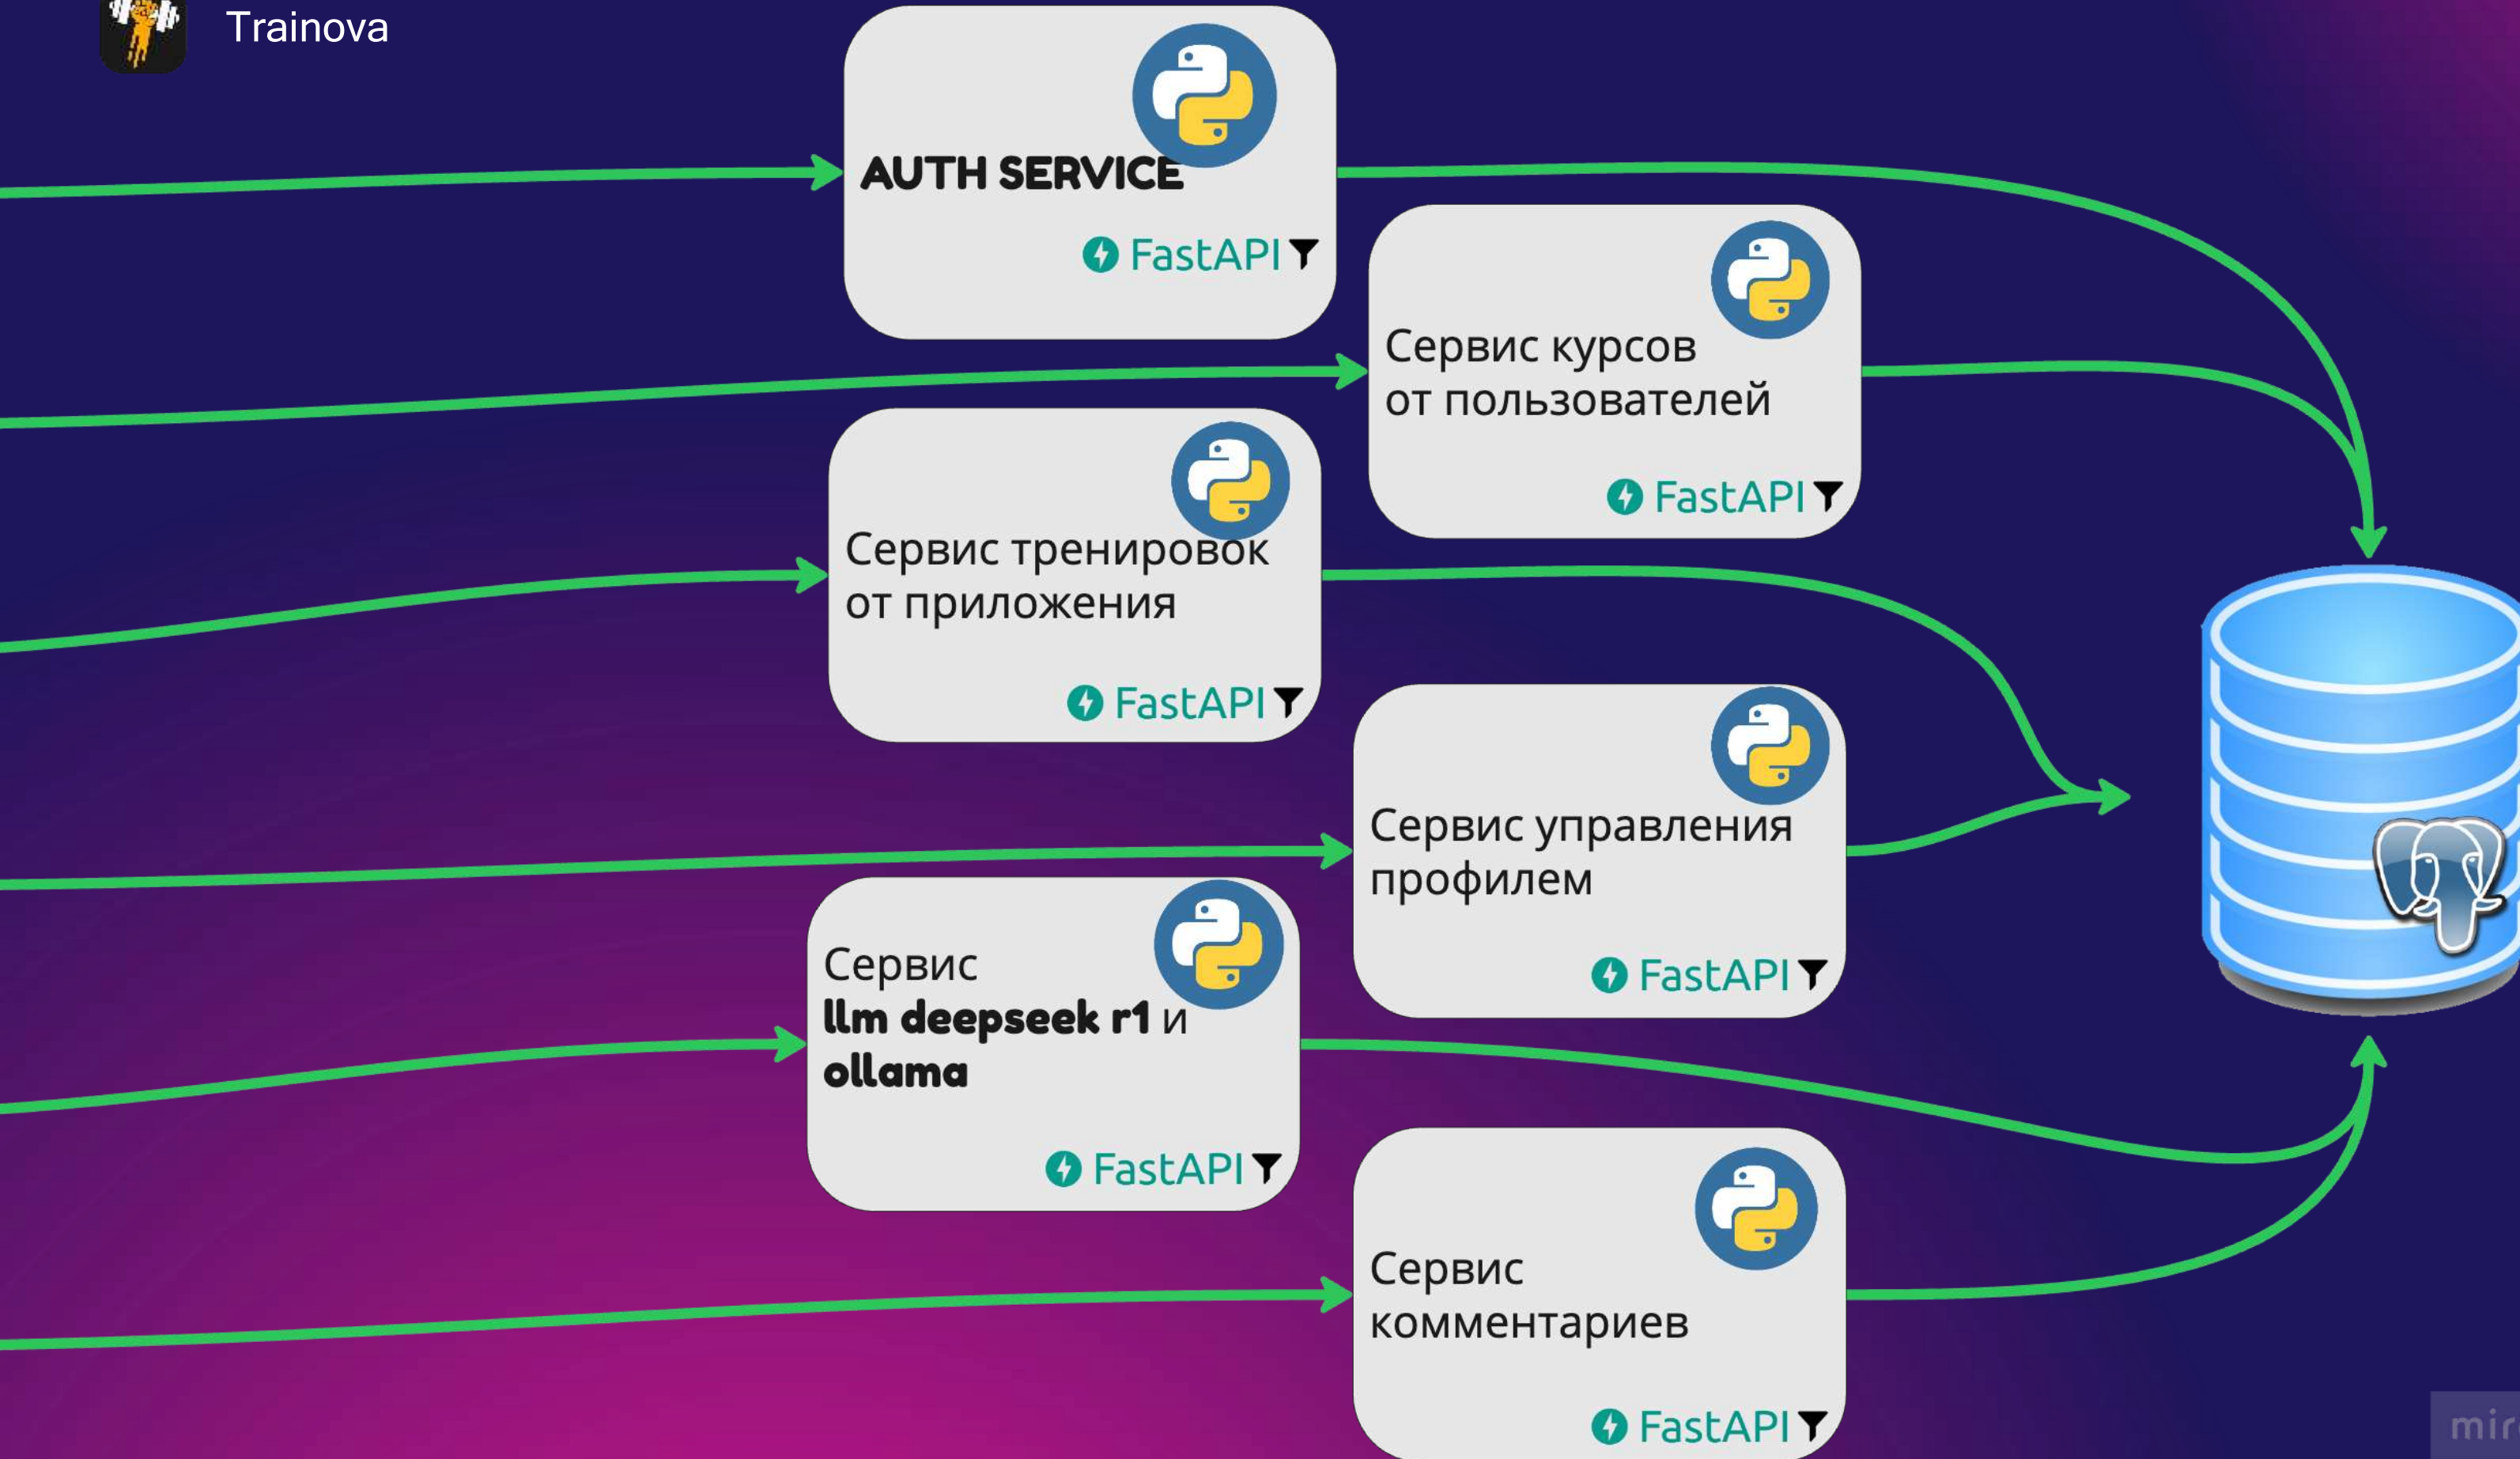 Trainova
AUTH SERVICE
FastAPI
Сервис курсов
от пользователей
FastAPI
Сервис тренировок
от приложения
FastAPI
Сервис управления
профилем
FastAPI
Сервис
llm deepseek r1 и
ollama
FastAPI
Сервис
комментариев
FastAPI